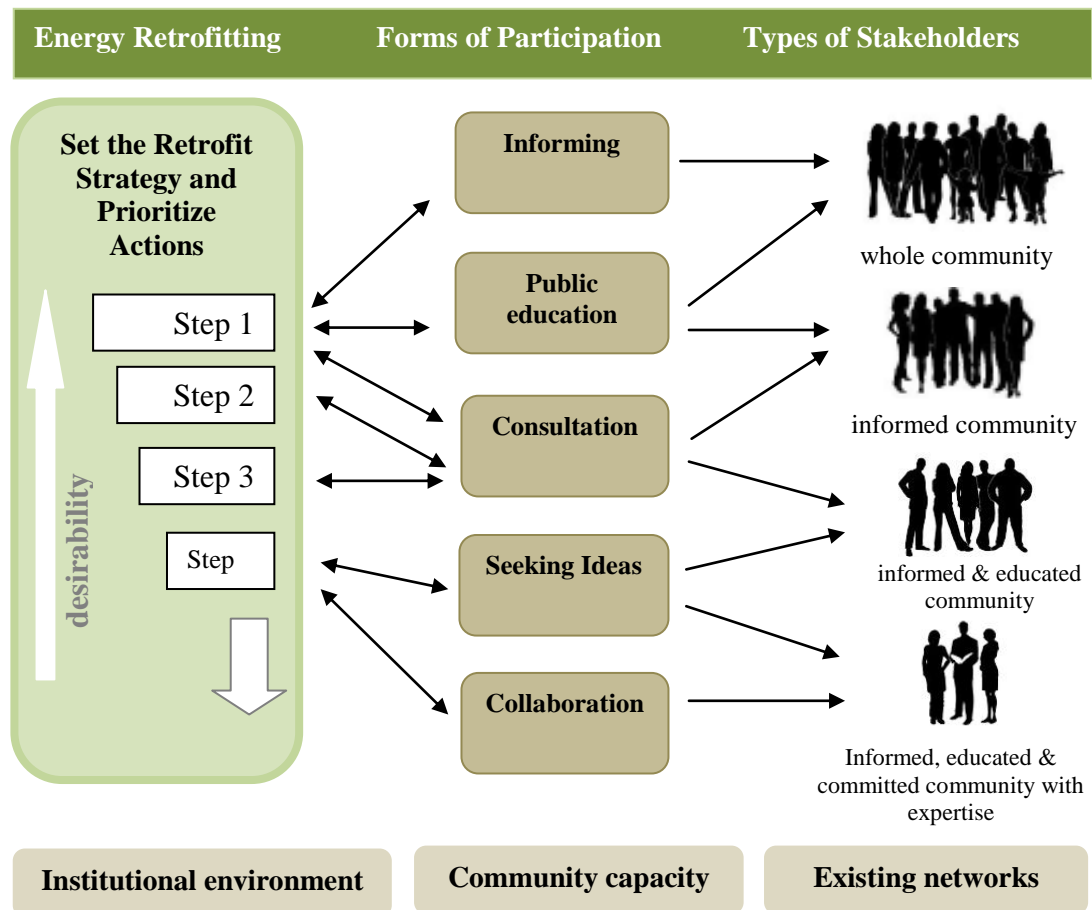 Energy Retrofitting
Forms of Participation
Types of Stakeholders
Set the Retrofit
Strategy and
Prioritize
Actions
Step 1
Step 2
Step 3
Step
desirability
Informing
Public
education
Consultation
Seeking Ideas
Collaboration
whole community
informed community
informed & educated
community
Informed, educated &
committed community with
expertise
Institutional environment
Community capacity
Existing networks